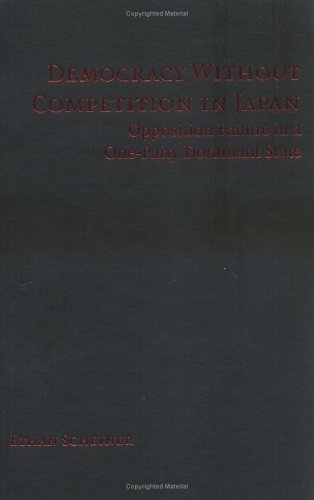 Copyrighted Material
DEMOCRACY WITHOUT
COMPETITION IN JAPAN
Opposition Failure in a
One-Party Dominant State
ETHAN SCHEINER
Copyrighted Material